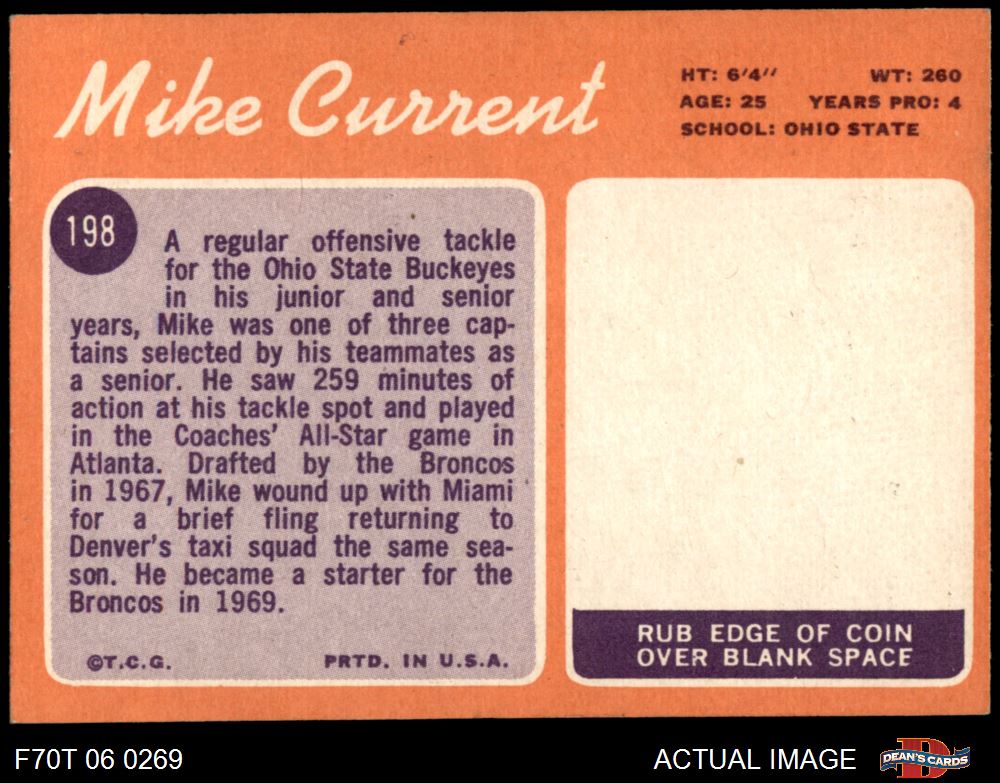 Mike Current
HT: 6'4''
WT: 260
AGE: 25
YEARS PRO: 4
SCHOOL: OHIO STATE
198
A regular offensive tackle
for the Ohio State Buckeyes
in his junior and senior
years, Mike was one of three cap-
tains selected by his teammates as
a senior. He saw 259 minutes of
action at his tackle spot and played
in the Coaches' All-Star game in
Atlanta. Drafted by the Broncos
in 1967, Mike wound up with Miami
for a brief fling returning to
Denver's taxi squad the same sea-
son. He became a starter for the
Broncos in 1969.
©T.C.G.
PRTD. IN U.S.A.
RUB EDGE OF COIN
OVER BLANK SPACE
F70T 06 0269
ACTUAL IMAGE
D
DEAN'S CARDS